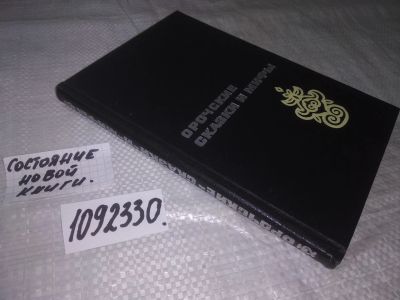 ОРОЧСКИЕ
СКАЗКИ И МИФЫ
СОСТОЯНИЕ
НОВОЙ
КНИГИ.
1092330.